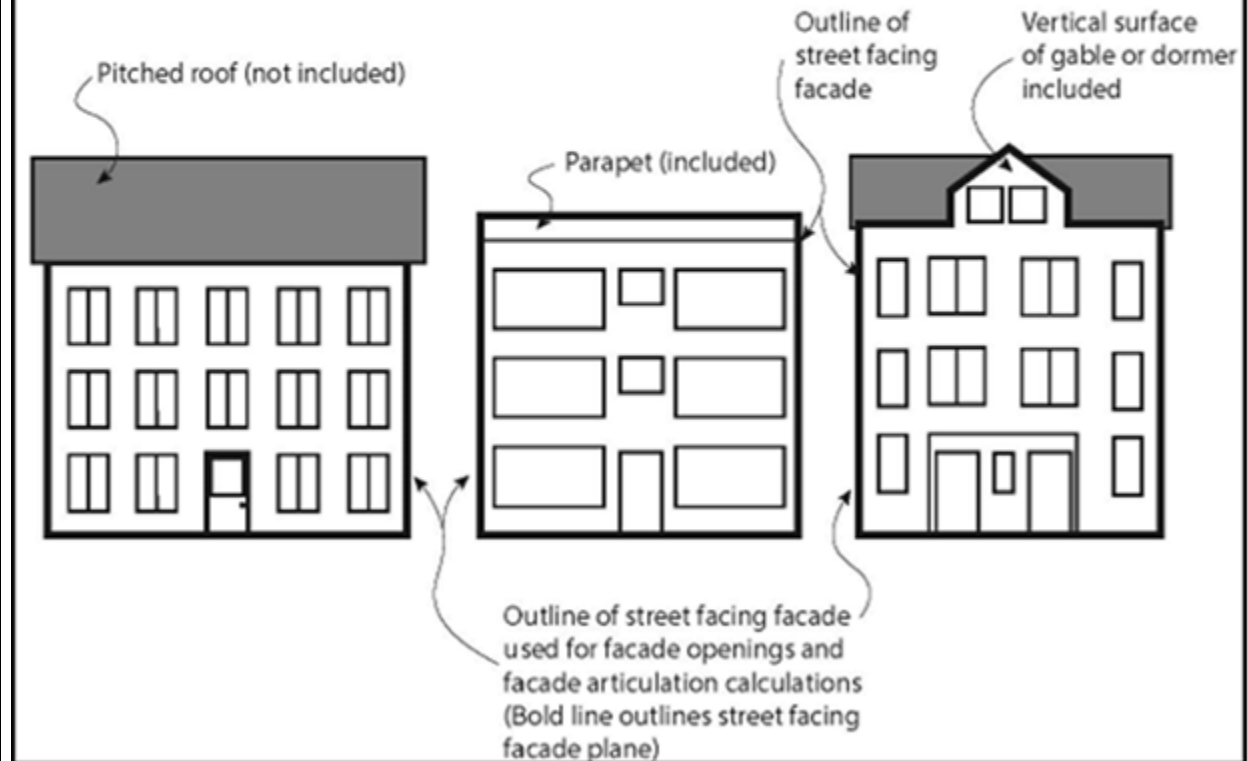 Pitched roof (not included)
Parapet (included)
Outline of
street facing
facade
Vertical surface
of gable or dormer
included
Outline of street facing facade
used for facade openings and
facade articulation calculations
(Bold line outlines street facing
facade plane)